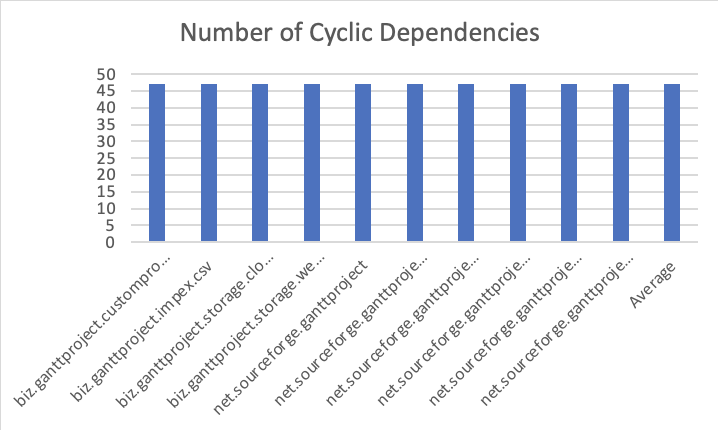 Number of Cyclic Dependencies
50
45
40
35
30
25
20
15
10
5
0
biz.ganttproject.custompro...
biz.ganttproject.impex.csv
biz.ganttproject.storage.clo...
biz.ganttproject.storage.we...
net.sourceforge.ganttproject
net.sourceforge.ganttproje...
net.sourceforge.ganttproje...
net.sourceforge.ganttproje...
net.sourceforge.ganttproje...
net.sourceforge.ganttproje...
Average